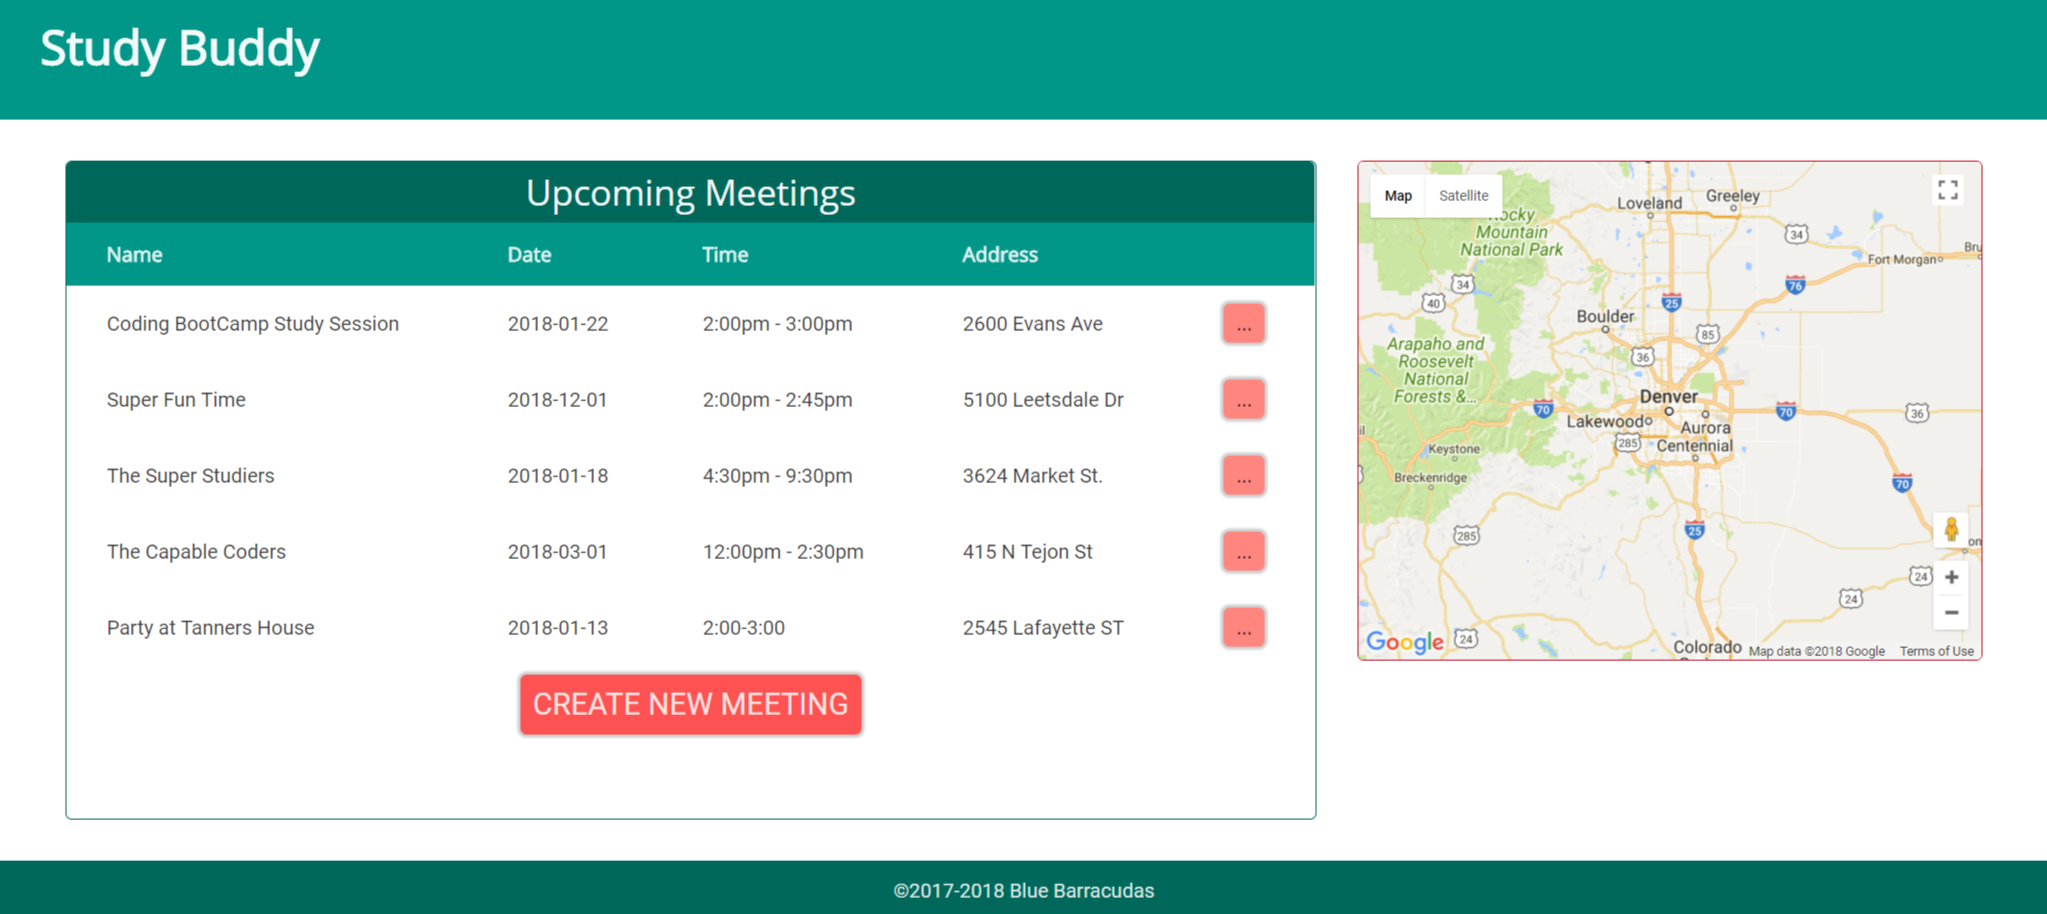 Study Buddy
Upcoming Meetings
Name Date Time Address
Coding BootCamp Study Session 2018-01-22 2:00pm - 3:00pm 2600 Evans Ave ...
Super Fun Time 2018-12-01 2:00pm - 2:45pm 5100 Leetsdale Dr ...
The Super Studiers 2018-01-18 4:30pm - 9:30pm 3624 Market St. ...
The Capable Coders 2018-03-01 12:00pm - 2:30pm 415 N Tejon St ...
Party at Tanners House 2018-01-13 2:00-3:00 2545 Lafayette ST ...
CREATE NEW MEETING
Map Satellite
Loveland Greeley
Rocky
Mountain
National Park
34
Fort Morgan
Bru
34
40
25
76
Boulder
85
36
Arapaho and
Roosevelt
National
Forests &...
Denver
70
70
36
Lakewood
Aurora
285
Centennial
Keystone
Breckenridge
70
25
285
24
24
24
Google
Colorado
Map data ©2018 Google Terms of Use
©2017-2018 Blue Barracudas